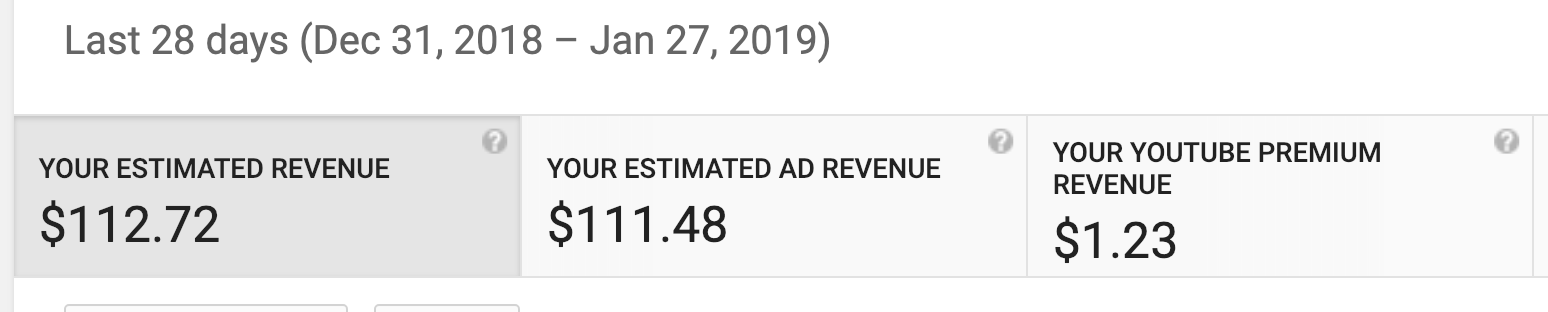 Last 28 days (Dec 31, 2018 – Jan 27, 2019)
YOUR ESTIMATED REVENUE
$112.72
YOUR ESTIMATED AD REVENUE
$111.48
YOUR YOUTUBE PREMIUM
REVENUE
$1.23